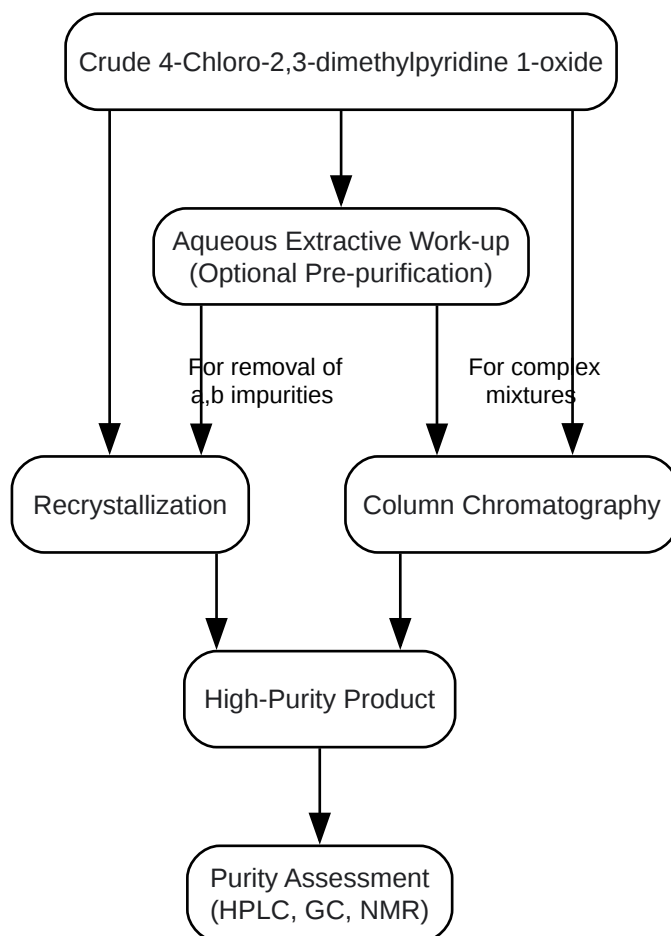 Crude 4-Chloro-2,3-dimethylpyridine 1-oxide
Aqueous Extractive Work-up
(Optional Pre-purification)
For removal of
a,b impurities
For complex
mixtures
Recrystallization
Column Chromatography
High-Purity Product
Purity Assessment
(HPLC, GC, NMR)